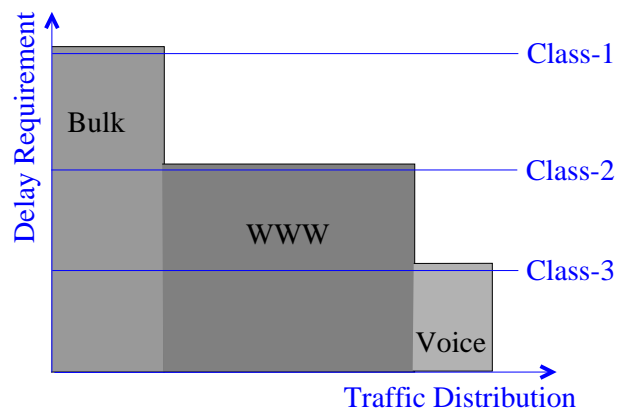 Delay Requirement
Class-1
Bulk
Class-2
WWW
Class-3
Voice
Traffic Distribution